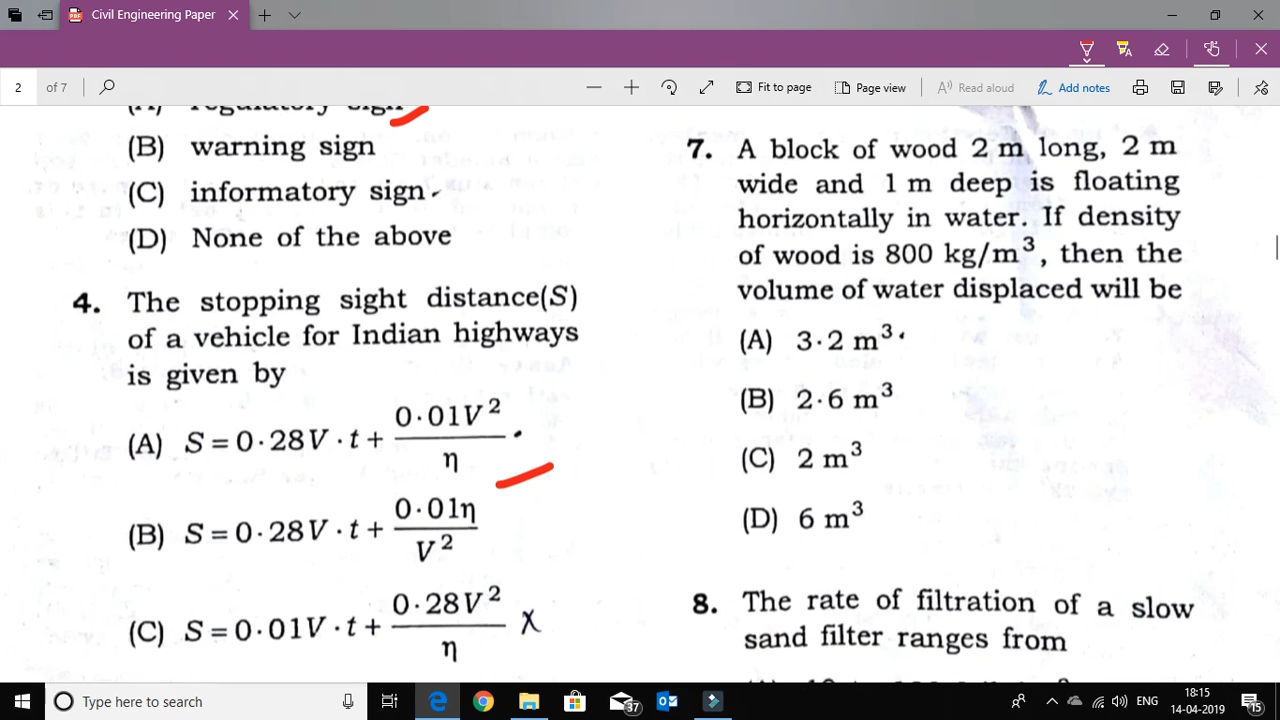 Civil Engineering Paper
2 of 7
Fit to page
Page view
Read aloud
Add notes
(A) regulatory sign
(B) warning sign
(C) informatory sign
(D) None of the above
4. The stopping sight distance(S)
of a vehicle for Indian highways
is given by
(A) S = 0·28V · t + 0·01V² / η
(B) S = 0·28V · t + 0·01η / V²
(C) S = 0·01V · t + 0·28V² / η X
7. A block of wood 2 m long, 2 m
wide and 1 m deep is floating
horizontally in water. If density
of wood is 800 kg/m³, then the
volume of water displaced will be
(A) 3·2 m³
(B) 2·6 m³
(C) 2 m³
(D) 6 m³
8. The rate of filtration of a slow
sand filter ranges from
Type here to search
37
ENG
18:15
14-04-2019
15